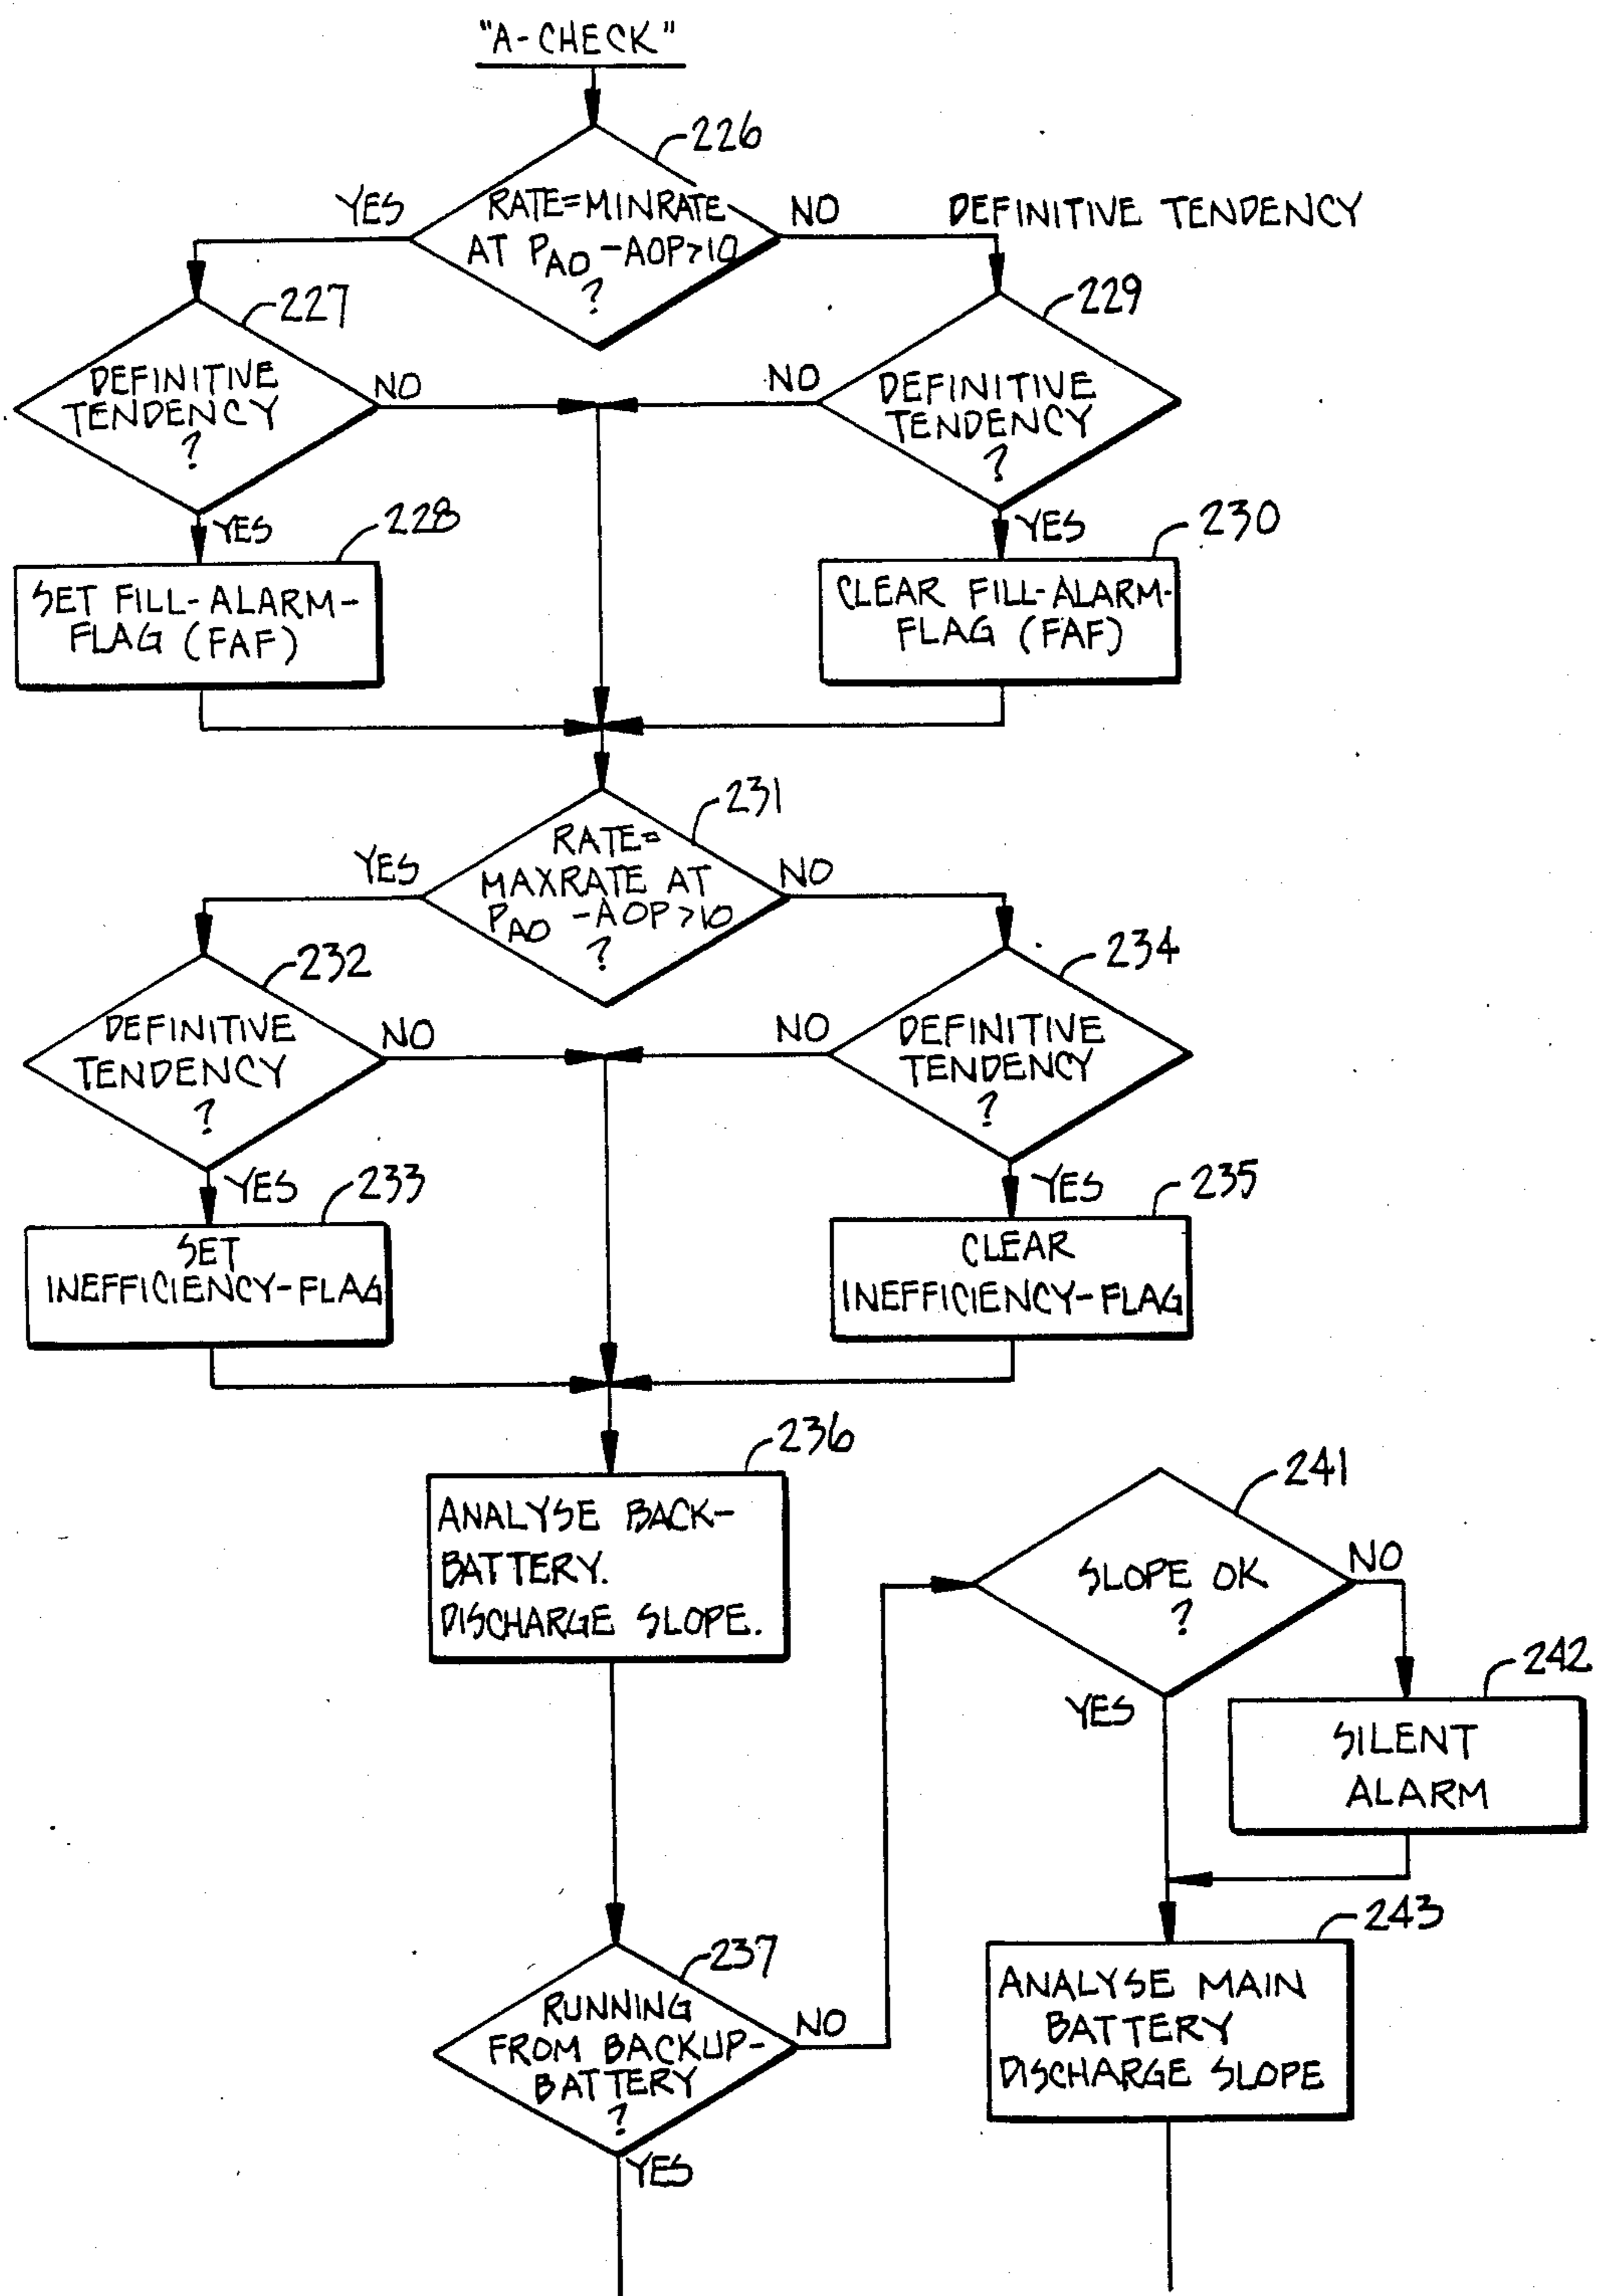 "A-CHECK"
226
YES
RATE=MINRATE
AT PAO -AOP>10
?
NO
DEFINITIVE TENDENCY
227
DEFINITIVE
TENDENCY
?
NO
229
NO
DEFINITIVE
TENDENCY
?
YES
228
SET FILL-ALARM-
FLAG (FAF)
YES
230
CLEAR FILL-ALARM-
FLAG (FAF)
231
YES
RATE=
MAXRATE AT
PAO -AOP>10
?
NO
232
DEFINITIVE
TENDENCY
?
NO
234
NO
DEFINITIVE
TENDENCY
?
YES
233
SET
INEFFICIENCY-FLAG
YES
235
CLEAR
INEFFICIENCY-FLAG
236
ANALYSE BACK-
BATTERY.
DISCHARGE SLOPE.
241
SLOPE OK
?
NO
YES
242
SILENT
ALARM
237
RUNNING
FROM BACKUP-
BATTERY
?
NO
YES
243
ANALYSE MAIN
BATTERY
DISCHARGE SLOPE